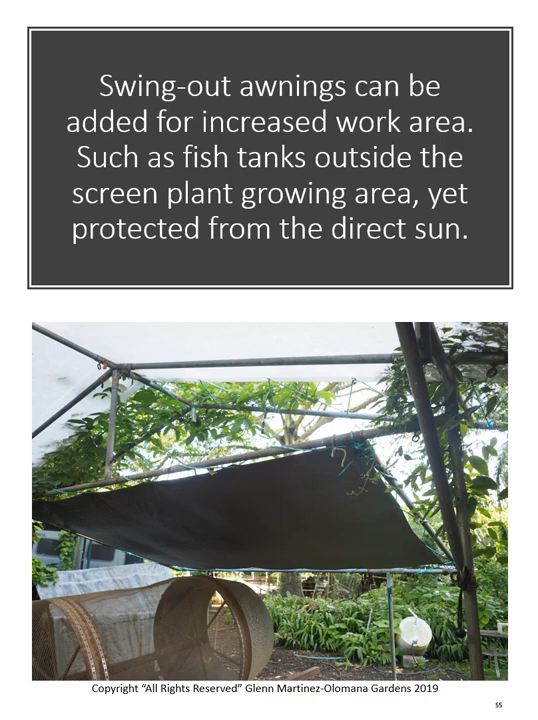 Swing-out awnings can be
added for increased work area.
Such as fish tanks outside the
screen plant growing area, yet
protected from the direct sun.
Copyright “All Rights Reserved” Glenn Martinez-Olomana Gardens 2019
55